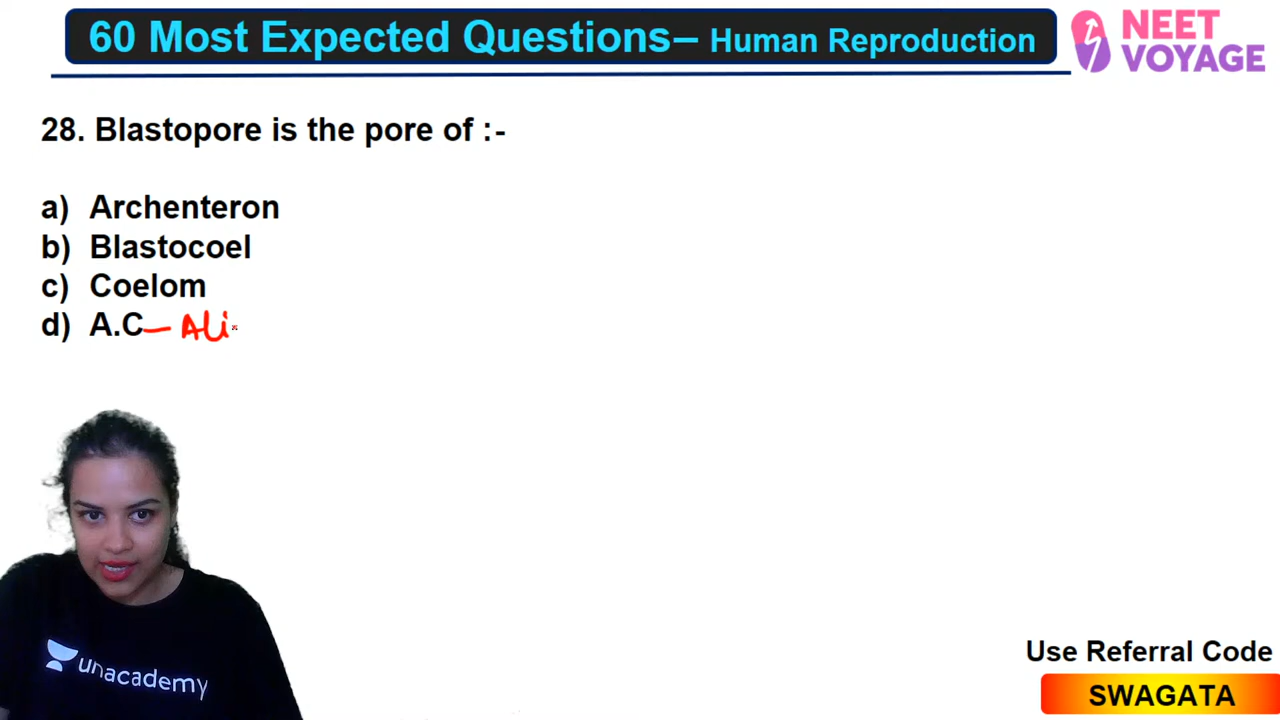 60 Most Expected Questions– Human Reproduction
NEET
VOYAGE
28. Blastopore is the pore of :-
a) Archenteron
b) Blastocoel
c) Coelom
d) A.C — Ali
unacademy
Use Referral Code
SWAGATA